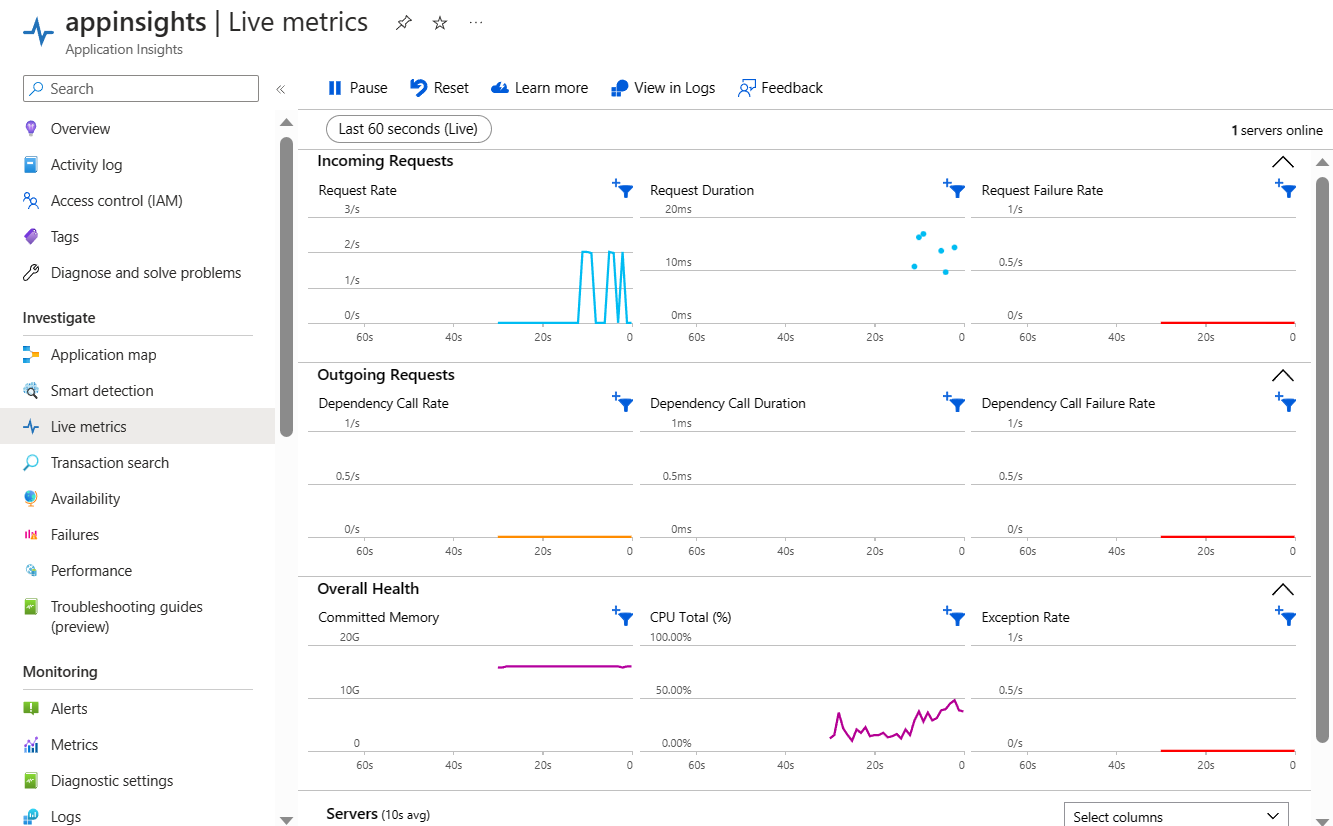 appinsights | Live metrics ···
Application Insights
Search «
Overview
Activity log
Access control (IAM)
Tags
Diagnose and solve problems
Investigate
Application map
Smart detection
Live metrics
Transaction search
Availability
Failures
Performance
Troubleshooting guides
(preview)
Monitoring
Alerts
Metrics
Diagnostic settings
Logs
Pause Reset Learn more View in Logs Feedback
Last 60 seconds (Live) 1 servers online
Incoming Requests
Request Rate Request Duration Request Failure Rate
3/s 20ms 1/s
2/s
10ms 0.5/s
1/s
0/s 0ms 0/s
60s 40s 20s 0 60s 40s 20s 0 60s 40s 20s 0
Outgoing Requests
Dependency Call Rate Dependency Call Duration Dependency Call Failure Rate
1/s 1ms 1/s
0.5/s 0.5ms 0.5/s
0/s 0ms 0/s
60s 40s 20s 0 60s 40s 20s 0 60s 40s 20s 0
Overall Health
Committed Memory CPU Total (%) Exception Rate
20G 100.00% 1/s
10G 50.00% 0.5/s
0 0.00% 0/s
60s 40s 20s 0 60s 40s 20s 0 60s 40s 20s 0
Servers (10s avg) Select columns